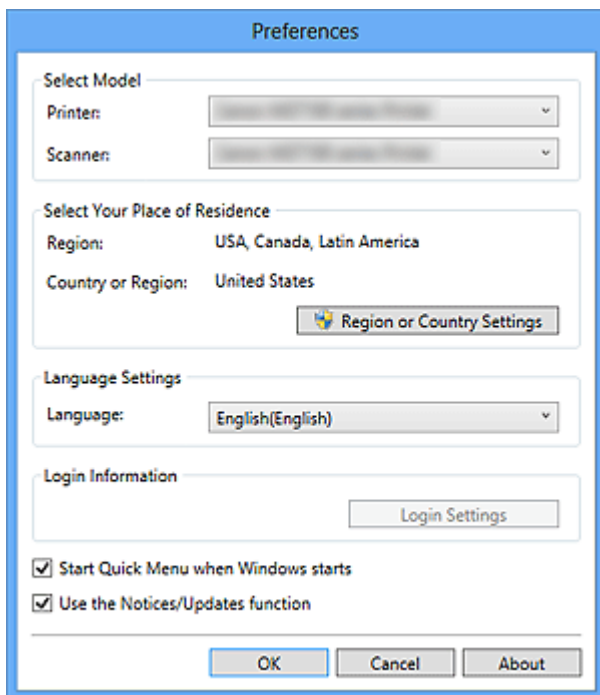 Preferences
Select Model
Printer:
Scanner:
Select Your Place of Residence
Region: USA, Canada, Latin America
Country or Region: United States
Region or Country Settings
Language Settings
Language: English(English)
Login Information
Login Settings
Start Quick Menu when Windows starts
Use the Notices/Updates function
OK Cancel About